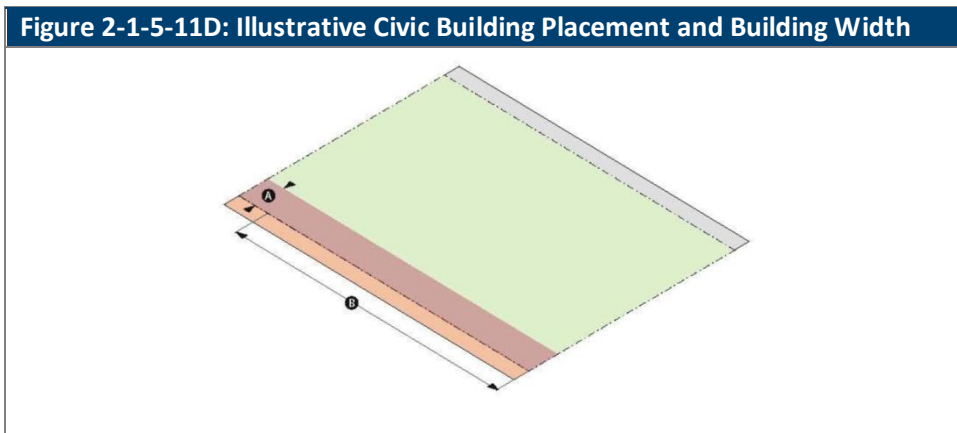 Figure 2-1-5-11D: Illustrative Civic Building Placement and Building Width
A
B